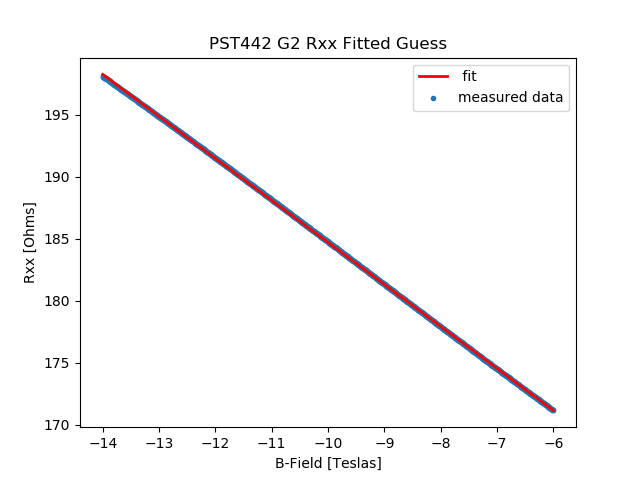 PST442 G2 Rxx Fitted Guess
fit
measured data
195
190
185
180
175
170
Rxx [Ohms]
−14 −13 −12 −11 −10 −9 −8 −7 −6
B-Field [Teslas]